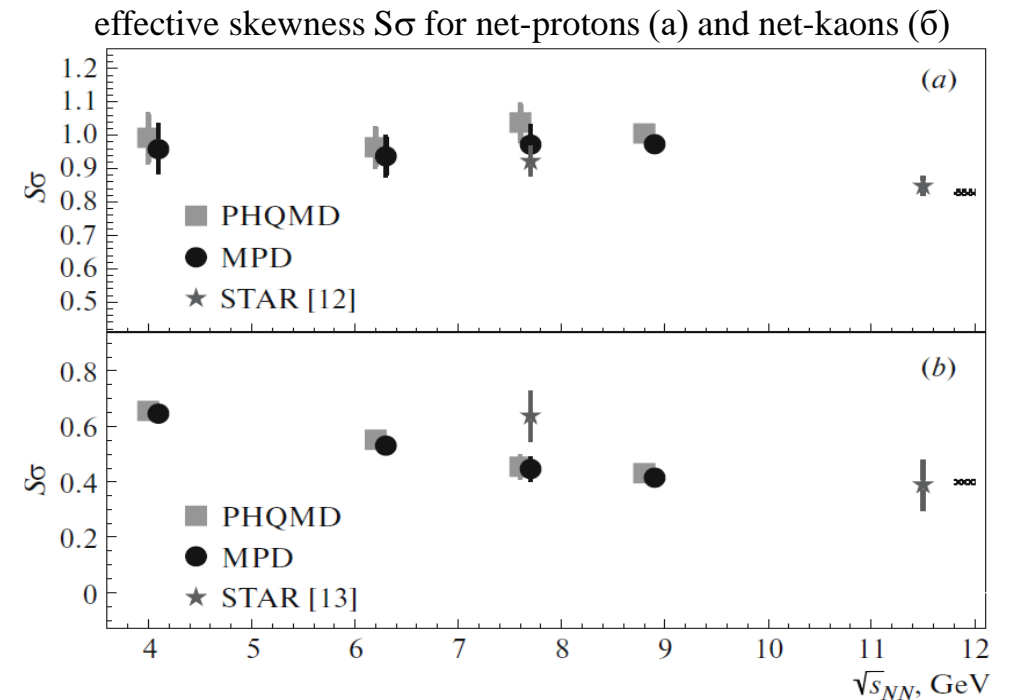 effective skewness Sσ for net-protons (a) and net-kaons (б)
1.2
(a)
1.1
1.0
0.9
Sσ
0.8
PHQMD
0.7
MPD
0.6
STAR [12]
0.5
0.8
(b)
0.6
Sσ
0.4
PHQMD
0.2
MPD
0
STAR [13]
4 5 6 7 8 9 10 11 12
√sNN, GeV